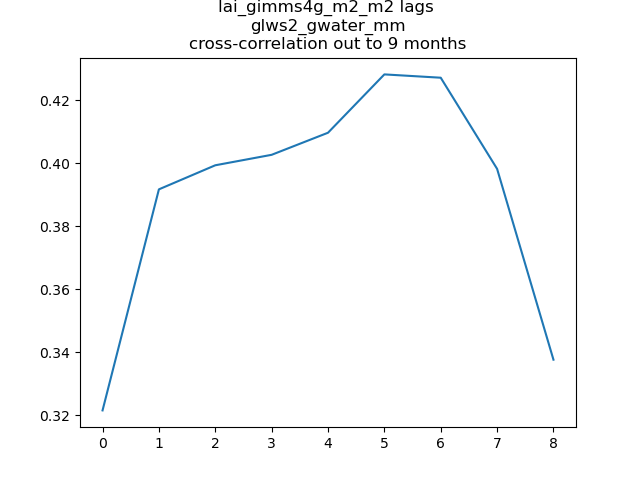 lai_gimms4g_m2_m2 lags
glws2_gwater_mm
cross-correlation out to 9 months
0.42
0.40
0.38
0.36
0.34
0.32
0 1 2 3 4 5 6 7 8